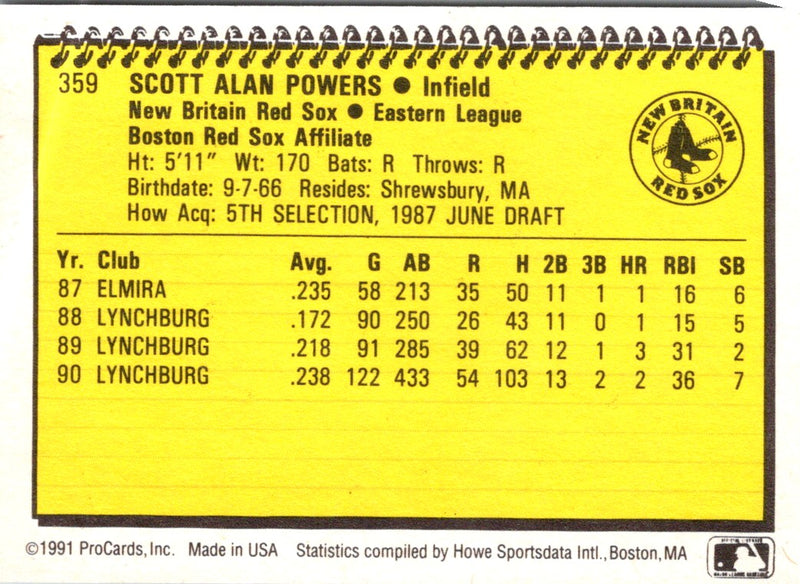 359 SCOTT ALAN POWERS ● Infield
New Britain Red Sox ● Eastern League
Boston Red Sox Affiliate
Ht: 5'11" Wt: 170 Bats: R Throws: R
Birthdate: 9-7-66 Resides: Shrewsbury, MA
How Acq: 5TH SELECTION, 1987 JUNE DRAFT
NEW BRITAIN
RED SOX
Yr. Club Avg. G AB R H 2B 3B HR RBI SB
87 ELMIRA .235 58 213 35 50 11 1 1 16 6
88 LYNCHBURG .172 90 250 26 43 11 0 1 15 5
89 LYNCHBURG .218 91 285 39 62 12 1 3 31 2
90 LYNCHBURG .238 122 433 54 103 13 2 2 36 7
©1991 ProCards, Inc. Made in USA Statistics compiled by Howe Sportsdata Intl., Boston, MA